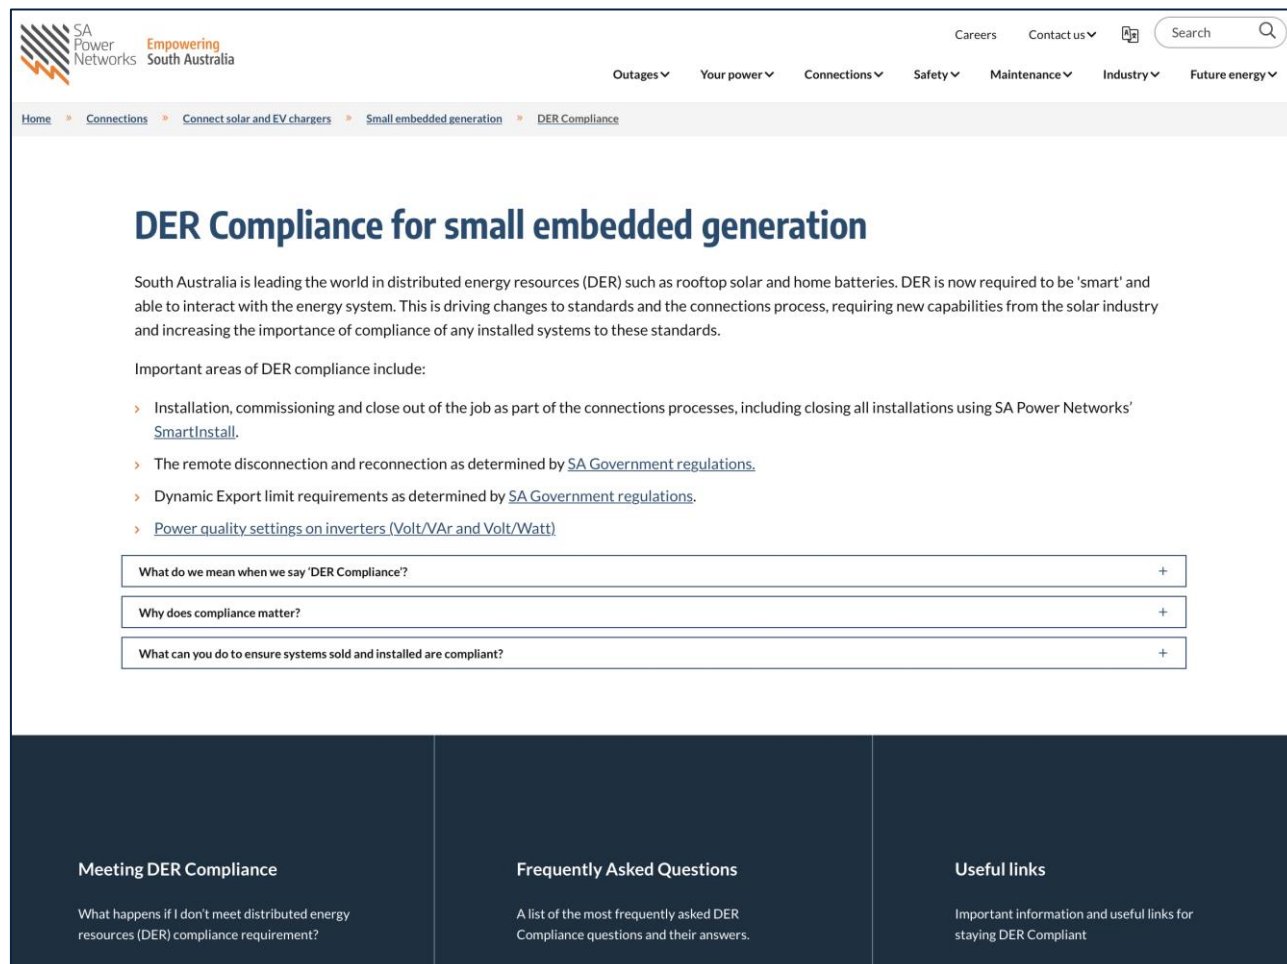 SA
Power
Networks
Empowering
South Australia
Careers Contact us Search
Outages Your power Connections Safety Maintenance Industry Future energy
Home » Connections » Connect solar and EV chargers » Small embedded generation » DER Compliance
DER Compliance for small embedded generation
South Australia is leading the world in distributed energy resources (DER) such as rooftop solar and home batteries. DER is now required to be 'smart' and
able to interact with the energy system. This is driving changes to standards and the connections process, requiring new capabilities from the solar industry
and increasing the importance of compliance of any installed systems to these standards.
Important areas of DER compliance include:
› Installation, commissioning and close out of the job as part of the connections processes, including closing all installations using SA Power Networks’
SmartInstall.
› The remote disconnection and reconnection as determined by SA Government regulations.
› Dynamic Export limit requirements as determined by SA Government regulations.
› Power quality settings on inverters (Volt/VAr and Volt/Watt)
What do we mean when we say ‘DER Compliance’? +
Why does compliance matter? +
What can you do to ensure systems sold and installed are compliant? +
Meeting DER Compliance
What happens if I don’t meet distributed energy
resources (DER) compliance requirement?
Frequently Asked Questions
A list of the most frequently asked DER
Compliance questions and their answers.
Useful links
Important information and useful links for
staying DER Compliant